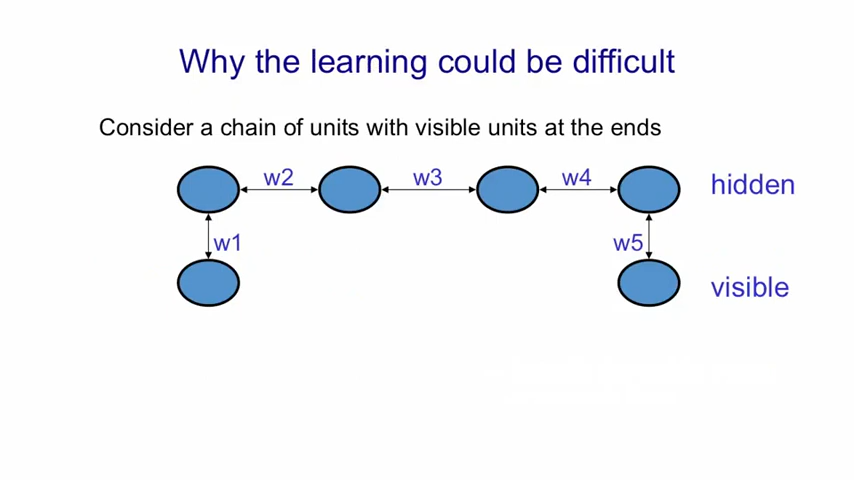 Why the learning could be difficult
Consider a chain of units with visible units at the ends
w2
w3
w4
hidden
w1
w5
visible